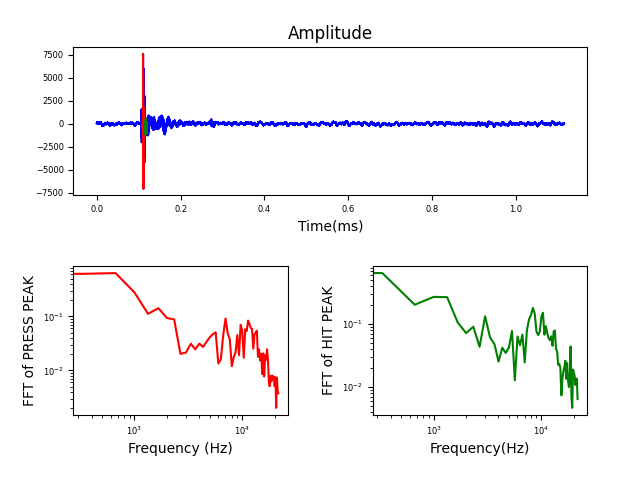 Amplitude
7500
5000
2500
0
−2500
−5000
−7500
0.0 0.2 0.4 0.6 0.8 1.0
Time(ms)
FFT of PRESS PEAK
10⁻¹
10⁻²
10³ 10⁴
Frequency (Hz)
FFT of HIT PEAK
10⁻¹
10⁻²
10³ 10⁴
Frequency(Hz)